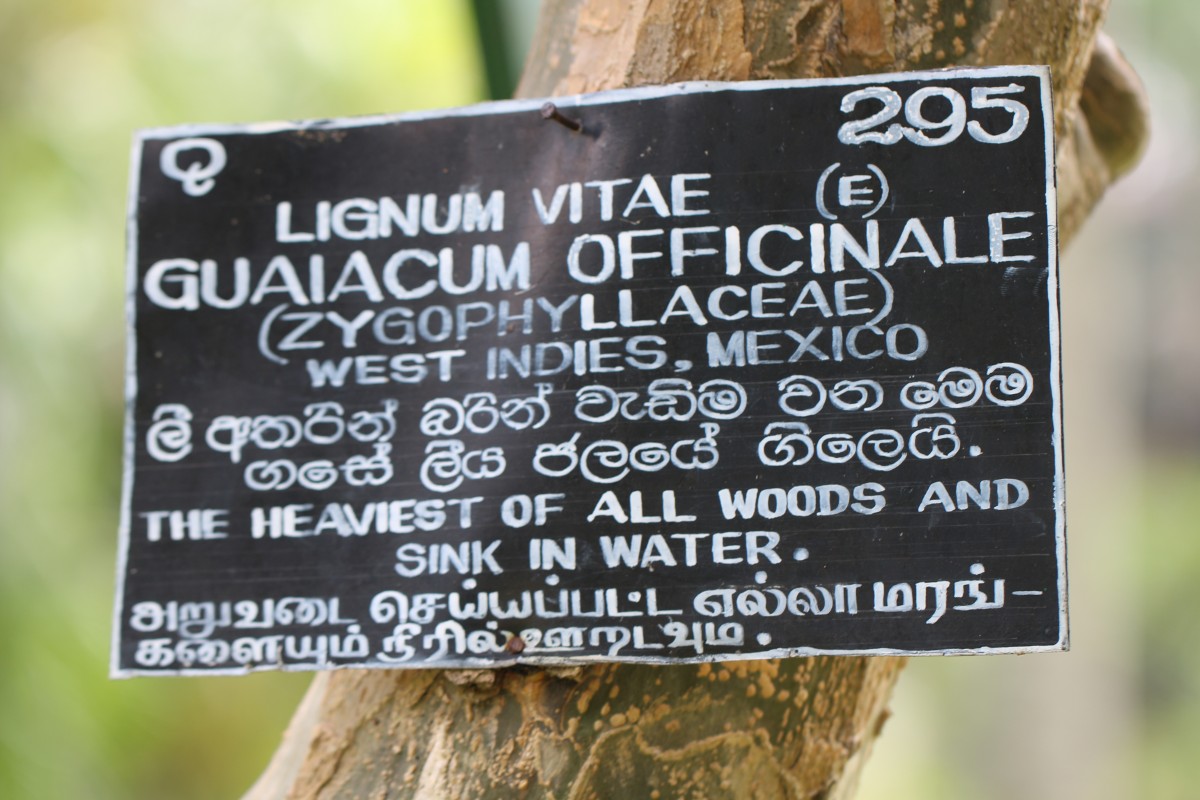 Q 295
LIGNUM VITAE (E)
GUAIACUM OFFICINALE
(ZYGOPHYLLACEAE)
WEST INDIES, MEXICO
ලී අතරින් බරින් වැඩිම වන මෙම
ගසේ ලීය ජලයේ ගිලෙයි.
THE HEAVIEST OF ALL WOODS AND
SINK IN WATER.
அறுவடை செய்யப்பட்ட எல்லா மரங்-
களையும் நீரில்